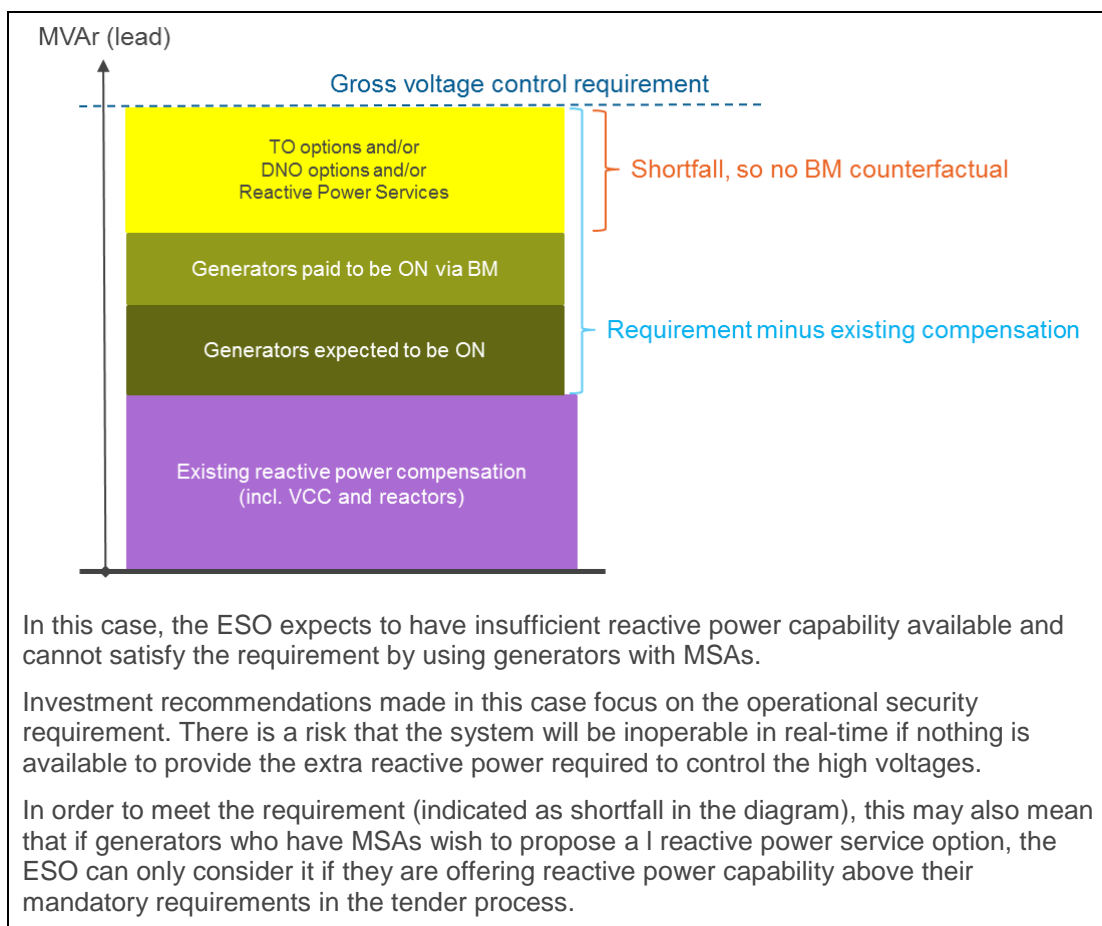 MVAr (lead)
Gross voltage control requirement
TO options and/or
DNO options and/or
Reactive Power Services
Shortfall, so no BM counterfactual
Generators paid to be ON via BM
Requirement minus existing compensation
Generators expected to be ON
Existing reactive power compensation
(incl. VCC and reactors)
In this case, the ESO expects to have insufficient reactive power capability available and
cannot satisfy the requirement by using generators with MSAs.
Investment recommendations made in this case focus on the operational security
requirement. There is a risk that the system will be inoperable in real-time if nothing is
available to provide the extra reactive power required to control the high voltages.
In order to meet the requirement (indicated as shortfall in the diagram), this may also mean
that if generators who have MSAs wish to propose a l reactive power service option, the
ESO can only consider it if they are offering reactive power capability above their
mandatory requirements in the tender process.